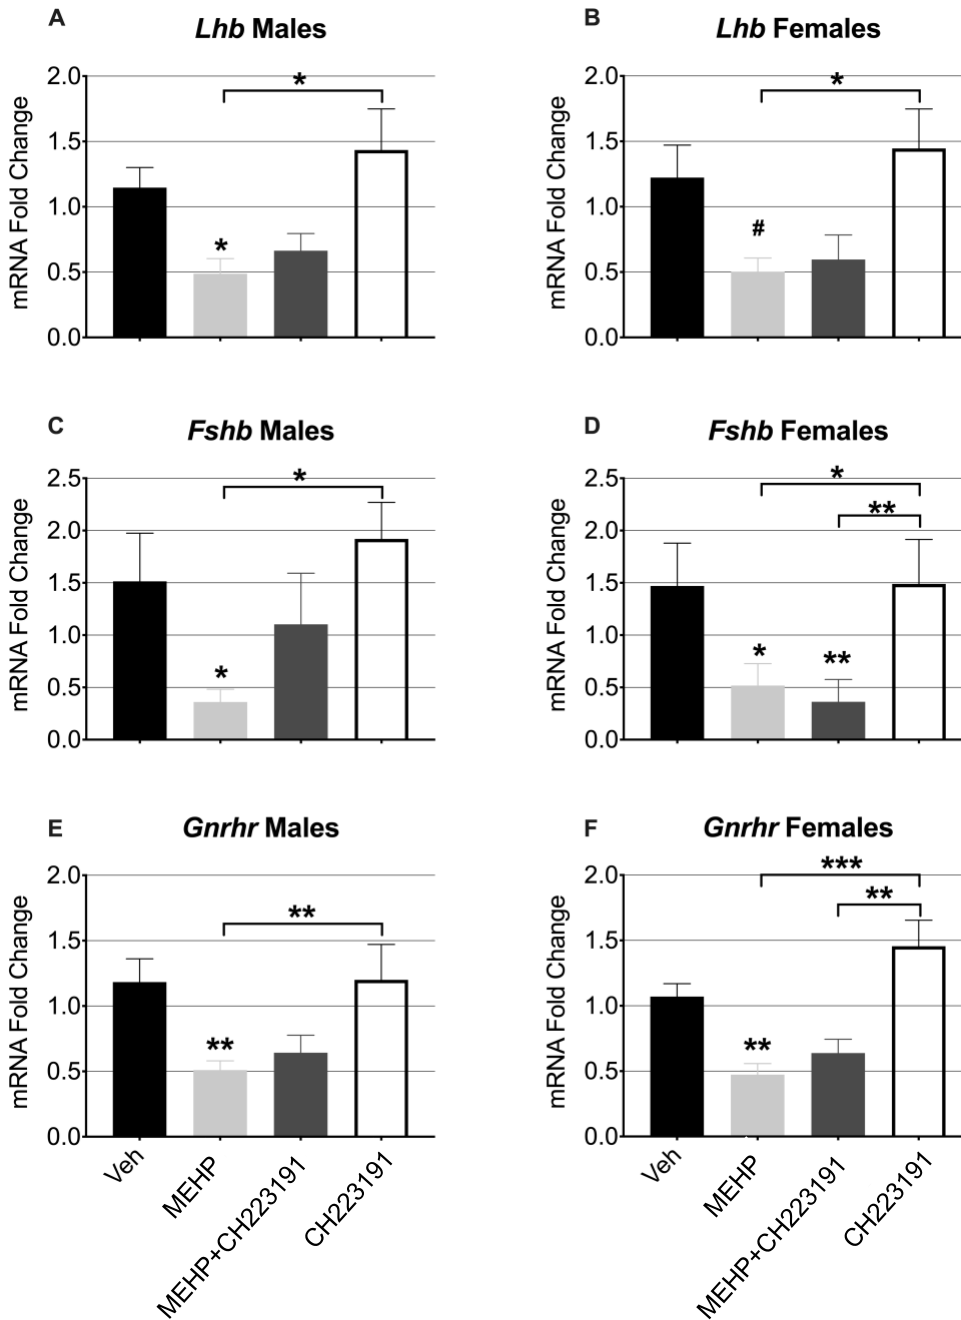 A
Lhb Males
mRNA Fold Change
2.0
1.5
1.0
0.5
0.0
*
*
B
Lhb Females
mRNA Fold Change
2.0
1.5
1.0
0.5
0.0
*
#
C
Fshb Males
mRNA Fold Change
2.5
2.0
1.5
1.0
0.5
0.0
*
*
D
Fshb Females
mRNA Fold Change
2.5
2.0
1.5
1.0
0.5
0.0
*
**
*
**
E
Gnrhr Males
mRNA Fold Change
2.0
1.5
1.0
0.5
0.0
**
**
Veh
MEHP
MEHP+CH223191
CH223191
F
Gnrhr Females
mRNA Fold Change
2.0
1.5
1.0
0.5
0.0
***
**
**
Veh
MEHP
MEHP+CH223191
CH223191